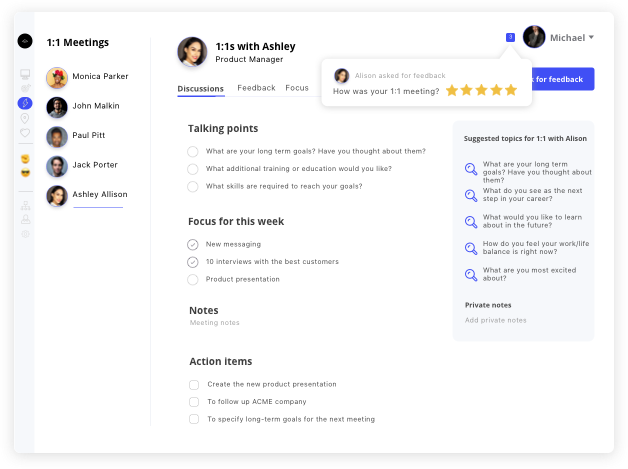 1:1 Meetings
Monica Parker
John Malkin
Paul Pitt
Jack Porter
Ashley Allison
1:1s with Ashley
Product Manager
3
Michael
Discussions
Feedback
Focus
for feedback
Alison asked for feedback
How was your 1:1 meeting?
Talking points
What are your long term goals? Have you thought about them?
What additional training or education would you like?
What skills are required to reach your goals?
Focus for this week
New messaging
10 interviews with the best customers
Product presentation
Notes
Meeting notes
Action items
Create the new product presentation
To follow up ACME company
To specify long-term goals for the next meeting
Suggested topics for 1:1 with Alison
What are your long term
goals? Have you thought about
them?
What do you see as the next
step in your career?
What would you like to learn
about in the future?
How do you feel your work/life
balance is right now?
What are you most excited
about?
Private notes
Add private notes